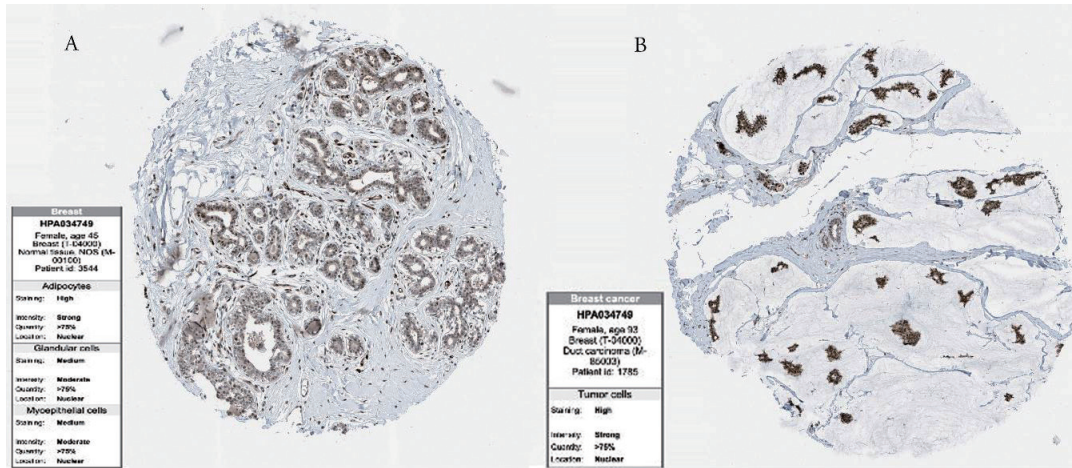 A
Breast
HPA034749
Female, age 45
Breast (T-04000)
Normal tissue, NOS (M-
00100)
Patient id: 3544
Adipocytes
Staining: High
Intensity: Strong
Quantity: >75%
Location: Nuclear
Glandular cells
Staining: Medium
Intensity: Moderate
Quantity: >75%
Location: Nuclear
Myoepithelial cells
Staining: Medium
Intensity: Moderate
Quantity: >75%
Location: Nuclear
B
Breast cancer
HPA034749
Female, age 93
Breast (T-04000)
Duct carcinoma (M-
85003)
Patient id: 1785
Tumor cells
Staining: High
Intensity: Strong
Quantity: >75%
Location: Nuclear